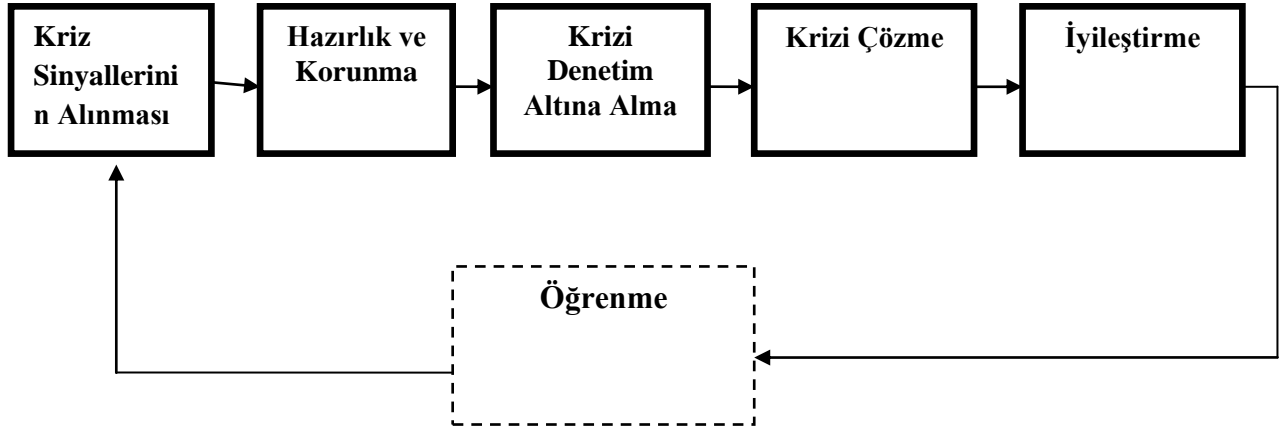 Kriz
Sinyallerini
n Alınması
Hazırlık ve
Korunma
Krizi
Denetim
Altına Alma
Krizi Çözme
İyileştirme
Öğrenme